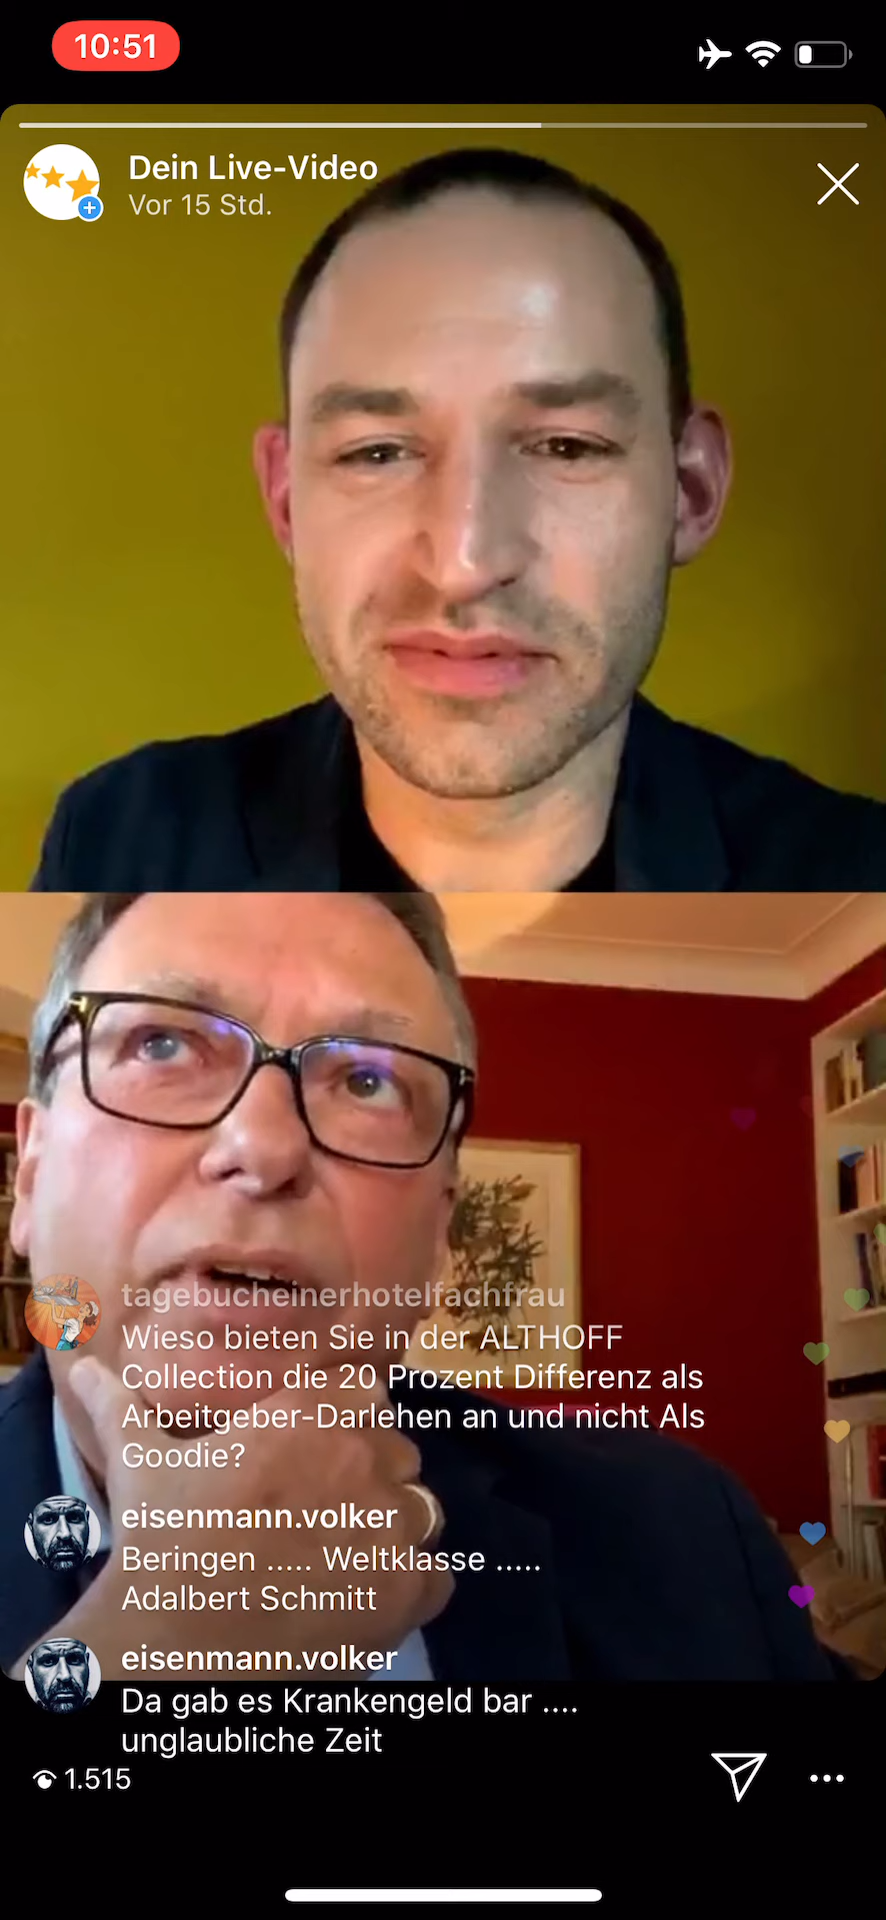 10:51
Dein Live-Video
Vor 15 Std.
tagebucheinerhotelfachfrau
Wieso bieten Sie in der ALTHOFF
Collection die 20 Prozent Differenz als
Arbeitgeber-Darlehen an und nicht Als
Goodie?
eisenmann.volker
Beringen ..... Weltklasse .....
Adalbert Schmitt
eisenmann.volker
Da gab es Krankengeld bar ....
unglaubliche Zeit
1.515